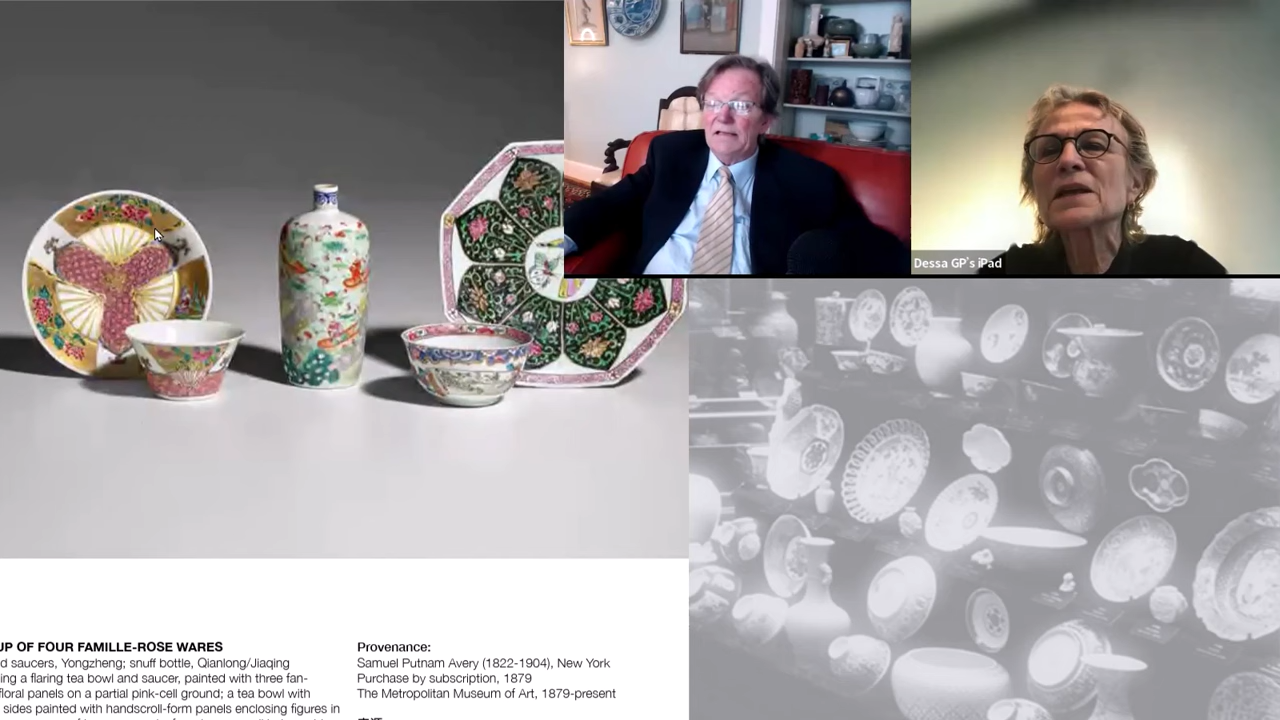 Dessa GP's iPad
UP OF FOUR FAMILLE-ROSE WARES
d saucers, Yongzheng; snuff bottle, Qianlong/Jiaqing
ing a flaring tea bowl and saucer, painted with three fan-
floral panels on a partial pink-cell ground; a tea bowl with
sides painted with handscroll-form panels enclosing figures in
Provenance:
Samuel Putnam Avery (1822-1904), New York
Purchase by subscription, 1879
The Metropolitan Museum of Art, 1879-present